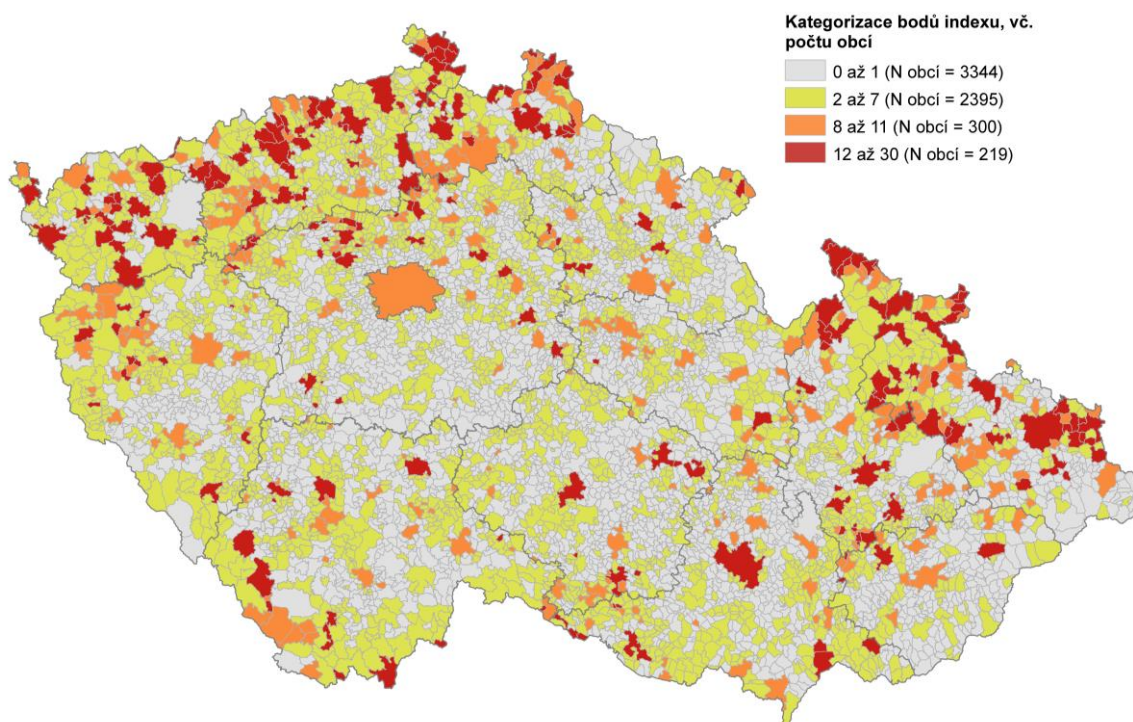 Kategorizace bodů indexu, vč.
počtu obcí
0 až 1 (N obcí = 3344)
2 až 7 (N obcí = 2395)
8 až 11 (N obcí = 300)
12 až 30 (N obcí = 219)